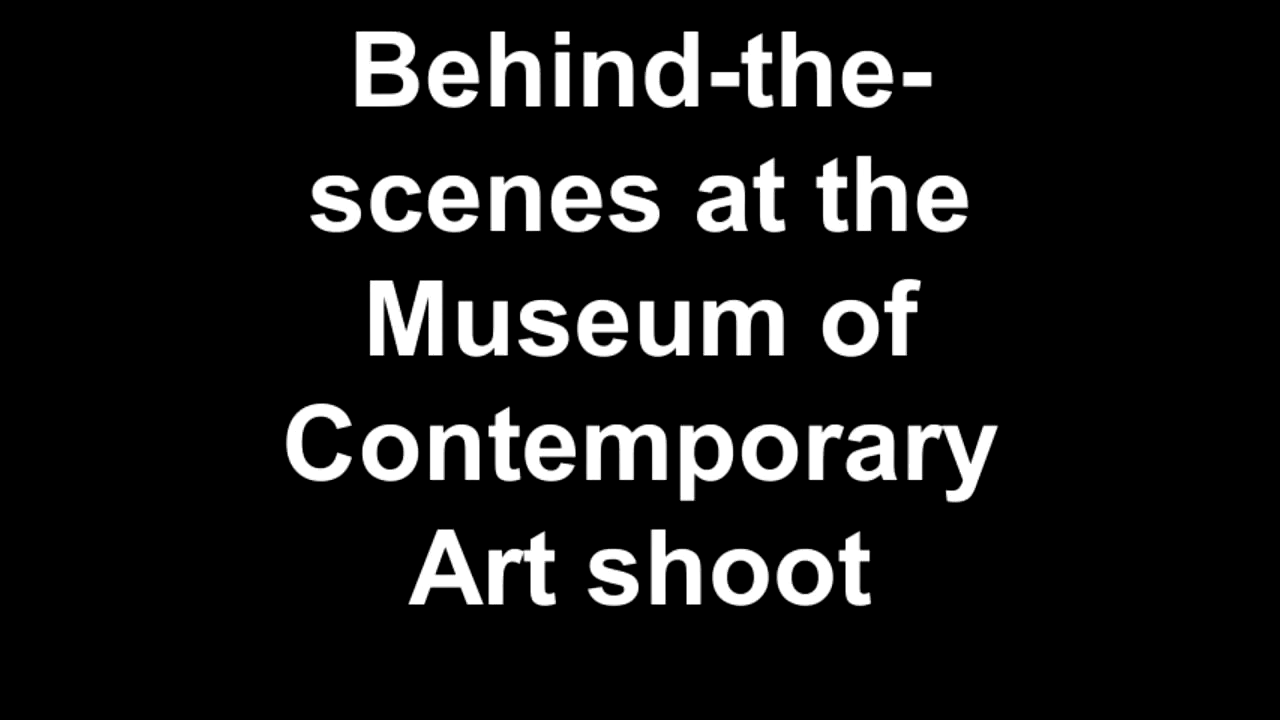 Behind-the-
scenes at the
Museum of
Contemporary
Art shoot